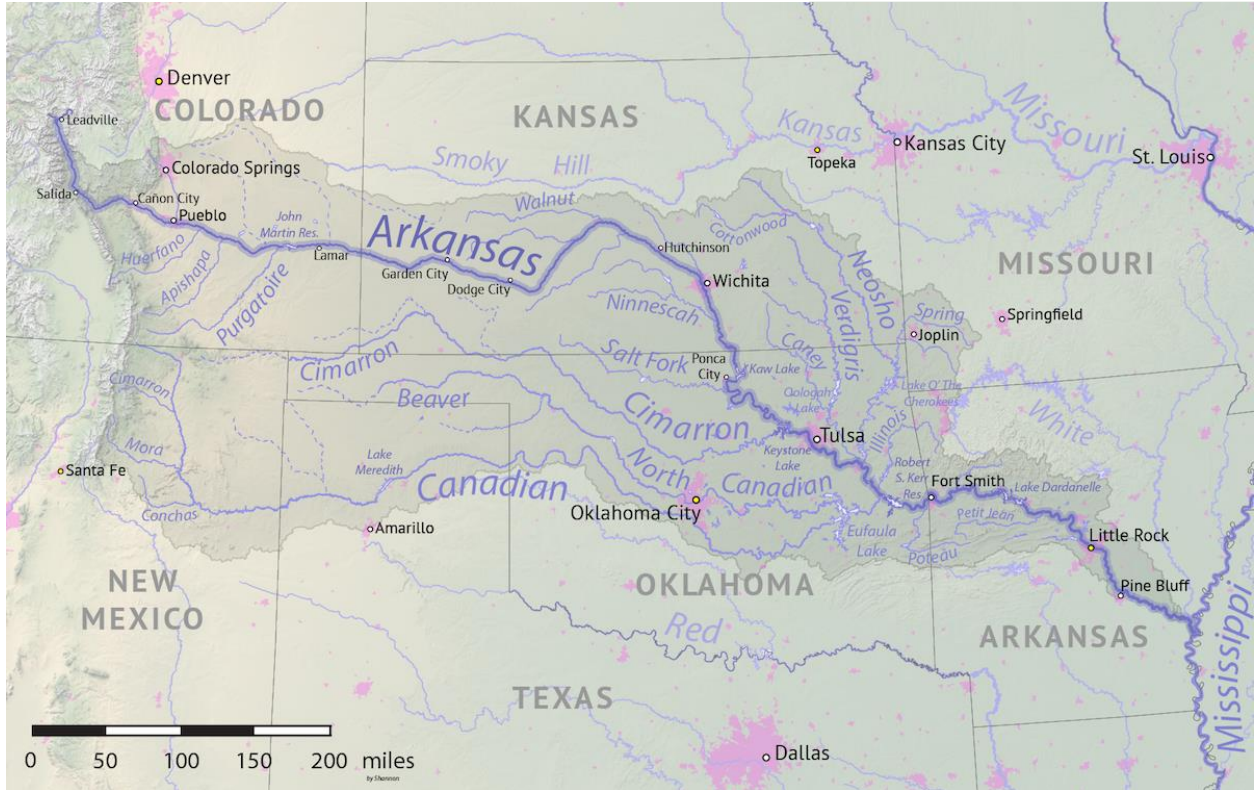 Denver
COLORADO
Leadville
KANSAS
Kansas
Missouri
Topeka
Kansas City
St. Louis
Smoky Hill
Colorado Springs
Salida
Cañon City
Pueblo
Walnut
Cottonwood
John
Martin Res.
Arkansas
Hutchinson
Neosho
MISSOURI
Huerfano
Lamar
Garden City
Dodge City
Wichita
Apishapa
Purgatoire
Ninnescah
Verdigris
Spring
Springfield
Joplin
Cimarron
Salt Fork
Caney
Ponca
City
Kaw Lake
Cimarron
Beaver
Oologah
Lake
Lake O' The
Cherokees
White
Cimarron
Illinois
Tulsa
Mora
Santa Fe
Lake
Meredith
Keystone
Lake
Robert
S. Kerr
Res.
Fort Smith
Lake Dardanelle
Canadian
North Canadian
Conchas
Oklahoma City
Petit Jean
Amarillo
Eufaula
Lake
Poteau
Little Rock
NEW
MEXICO
OKLAHOMA
Pine Bluff
Red
ARKANSAS
Mississippi
TEXAS
Dallas
0 50 100 150 200 miles
by Shannon